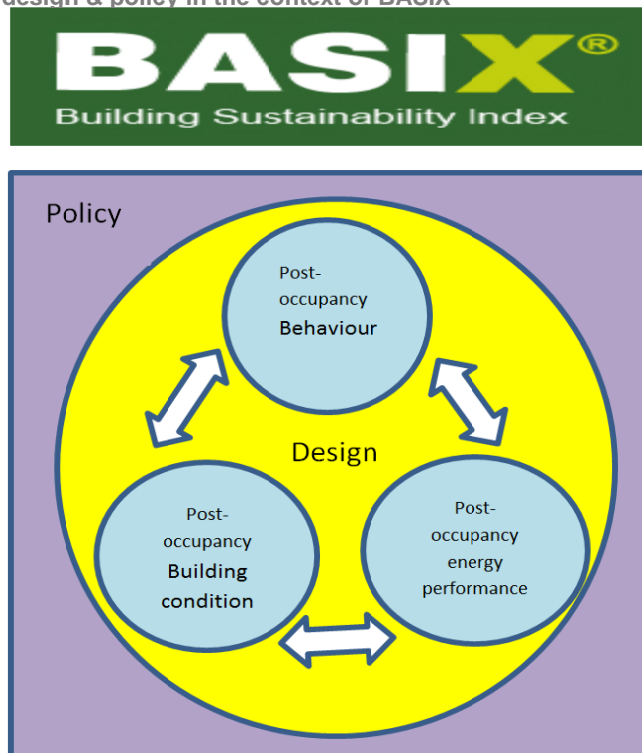 design & policy in the context of BASIX
BASIX®
Building Sustainability Index
Policy
Post-
occupancy
Behaviour
Design
Post-
occupancy
Building
condition
Post-
occupancy
energy
performance